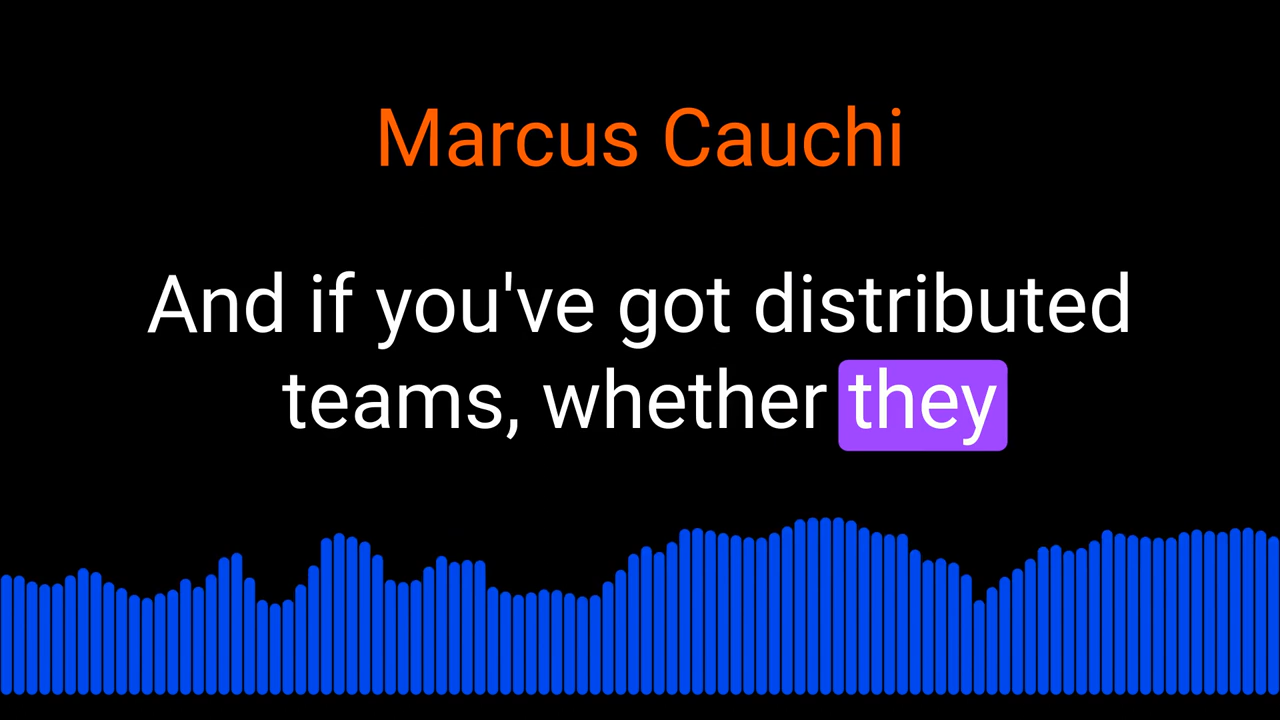 Marcus Cauchi
And if you've got distributed
teams, whether they